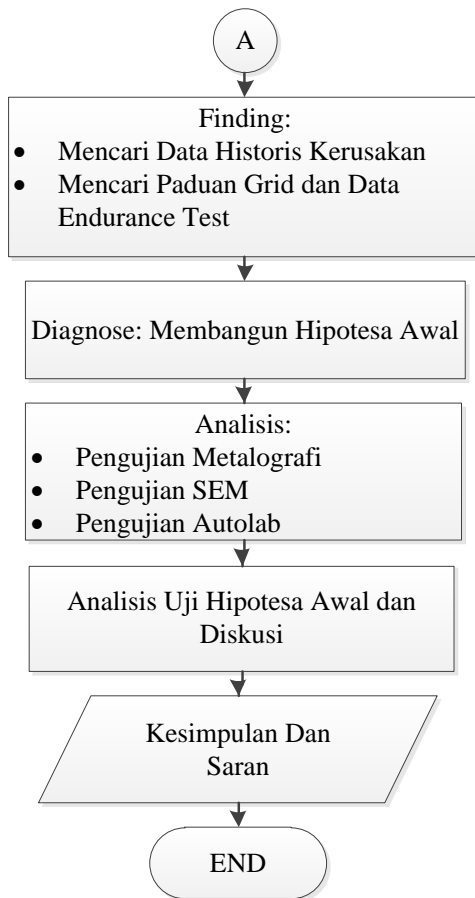 A
Finding:
• Mencari Data Historis Kerusakan
• Mencari Paduan Grid dan Data
Endurance Test
Diagnose: Membangun Hipotesa Awal
Analisis:
• Pengujian Metalografi
• Pengujian SEM
• Pengujian Autolab
Analisis Uji Hipotesa Awal dan
Diskusi
Kesimpulan Dan
Saran
END